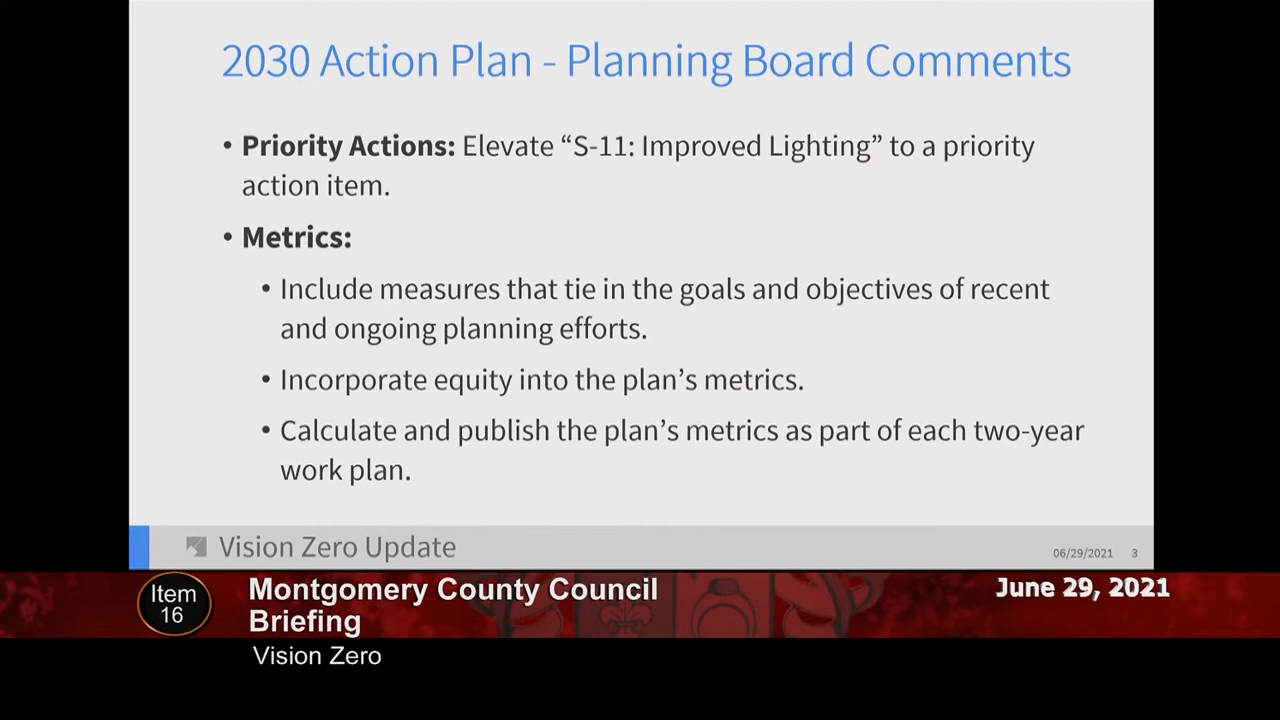 2030 Action Plan - Planning Board Comments
• Priority Actions: Elevate “S-11: Improved Lighting” to a priority
action item.
• Metrics:
• Include measures that tie in the goals and objectives of recent
and ongoing planning efforts.
• Incorporate equity into the plan’s metrics.
• Calculate and publish the plan’s metrics as part of each two-year
work plan.
Vision Zero Update
06/29/2021 3
Item
16
Montgomery County Council
Briefing
June 29, 2021
Vision Zero